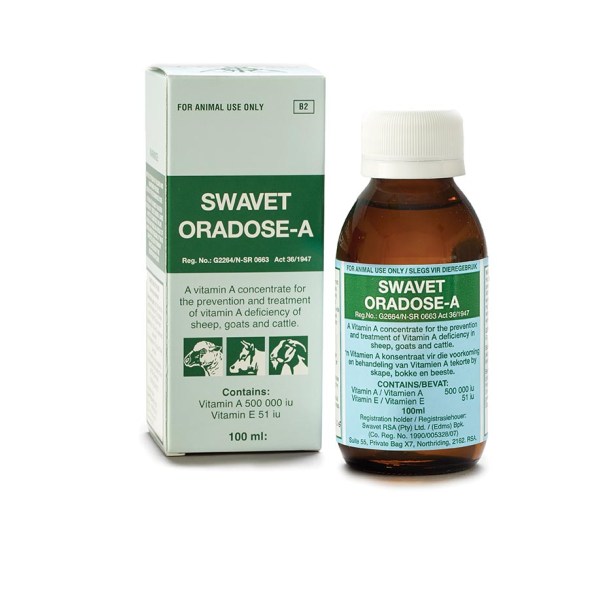 FOR ANIMAL USE ONLY
B2
SWAVET
ORADOSE-A
Reg. No.: G2264/N-SR 0663 Act 36/1947
A vitamin A concentrate for
the prevention and treatment
of vitamin A deficiency of
sheep, goats and cattle.
Contains:
Vitamin A 500 000 iu
Vitamin E 51 iu
100 ml:
FOR ANIMAL USE ONLY / SLEGS VIR DIEREGEBRUIK
SWAVET
ORADOSE-A
Reg.No.: G2664/N-SR 0663 Act 36/1947
A Vitamin A concentrate for the prevention
and treatment of Vitamin A deficiency in
sheep, goats and cattle.
'n Vitamien A konsentraat vir die voorkoming
en behandeling van Vitamien A tekorte by
skape, bokke en beeste.
CONTAINS/BEVAT:
Vitamin A / Vitamien A 500 000 iu
Vitamin E / Vitamien E 51 iu
100ml
Registration holder / Registrasiehouer:
Swavet RSA (Pty) Ltd. / (Edms) Bpk.
(Co. Reg. No. 1990/005328/07)
Suite 55, Private Bag X7, Northriding, 2162. RSA.